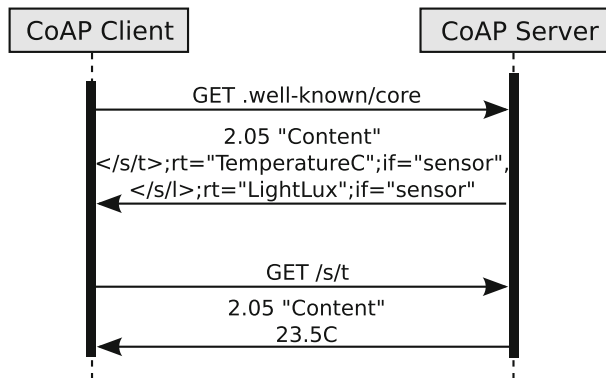 CoAP Client
CoAP Server
GET .well-known/core
2.05 "Content"
</s/t>;rt="TemperatureC";if="sensor",
</s/l>;rt="LightLux";if="sensor"
GET /s/t
2.05 "Content"
23.5C